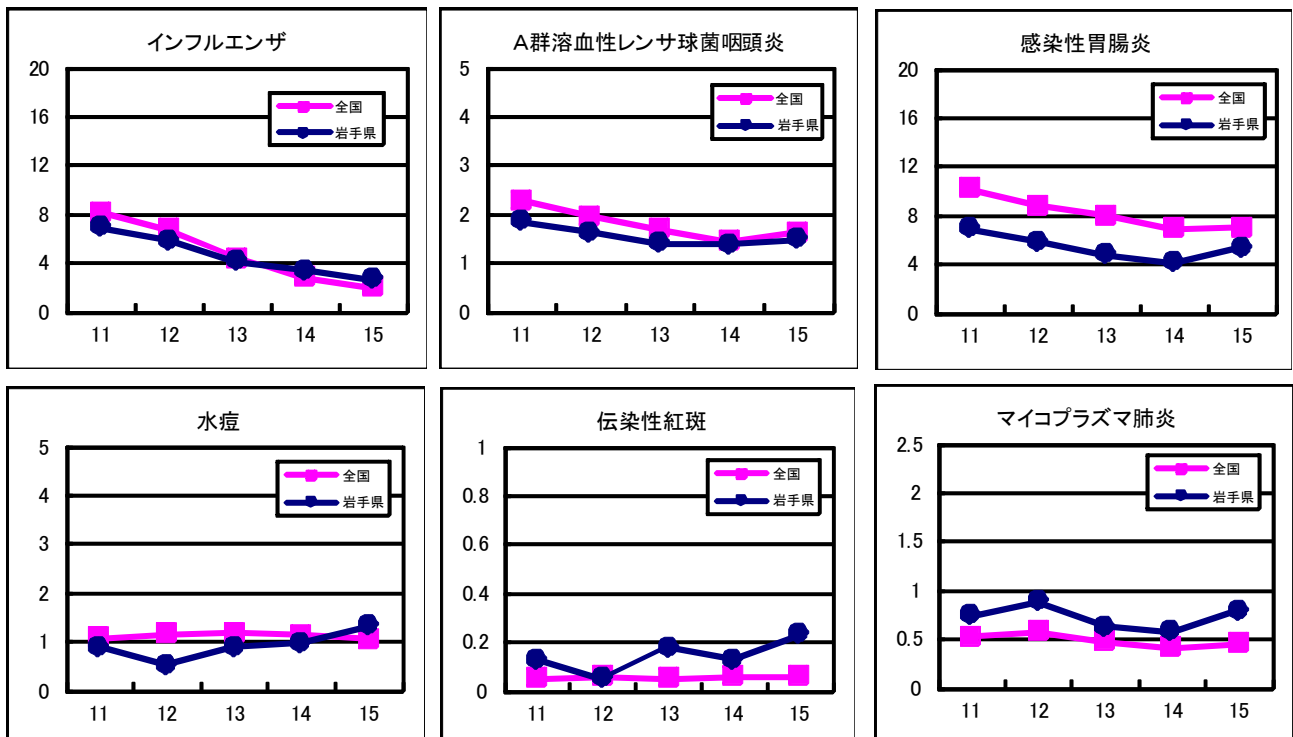 インフルエンザ
20
16
12
8
4
0
全国
岩手県
11 12 13 14 15
A群溶血性レンサ球菌咽頭炎
5
4
3
2
1
0
全国
岩手県
11 12 13 14 15
感染性胃腸炎
20
16
12
8
4
0
全国
岩手県
11 12 13 14 15
水痘
5
4
3
2
1
0
全国
岩手県
11 12 13 14 15
伝染性紅斑
1
0.8
0.6
0.4
0.2
0
全国
岩手県
11 12 13 14 15
マイコプラズマ肺炎
2.5
2
1.5
1
0.5
0
全国
岩手県
11 12 13 14 15